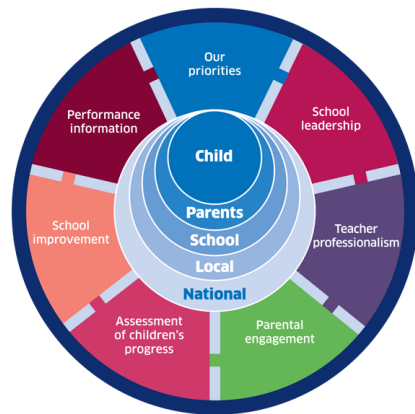 Our
priorities
School
leadership
Teacher
professionalism
Parental
engagement
Assessment
of children's
progress
School
improvement
Performance
information
Child
Parents
School
Local
National